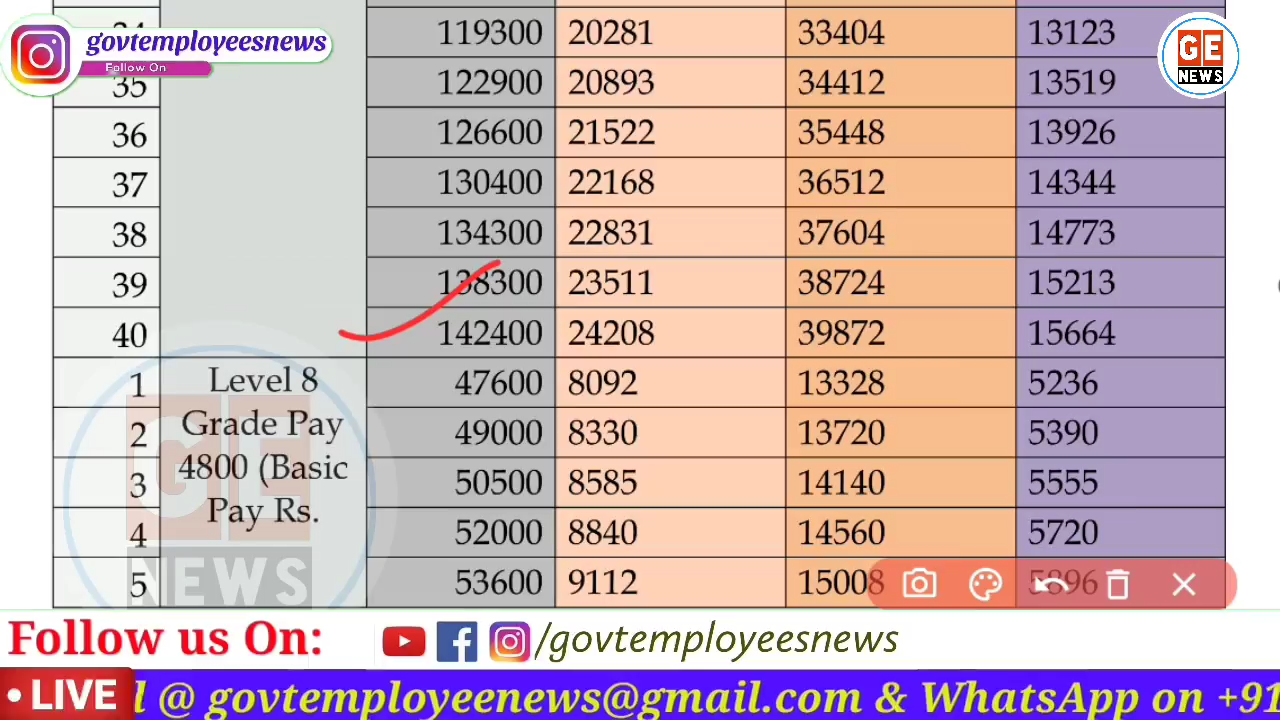 119300 20281 33404 13123
govtemployeesnews
Follow On
GE
NEWS
35 122900 20893 34412 13519
36 126600 21522 35448 13926
37 130400 22168 36512 14344
38 134300 22831 37604 14773
39 138300 23511 38724 15213
40 142400 24208 39872 15664
1 Level 8 47600 8092 13328 5236
2 Grade Pay 49000 8330 13720 5390
3 4800 (Basic 50500 8585 14140 5555
4 Pay Rs. 52000 8840 14560 5720
5 53600 9112 15008 5896
GE
NEWS
Follow us On: /govtemployeesnews
• LIVE @ govtemployeenews@gmail.com & WhatsApp on +91